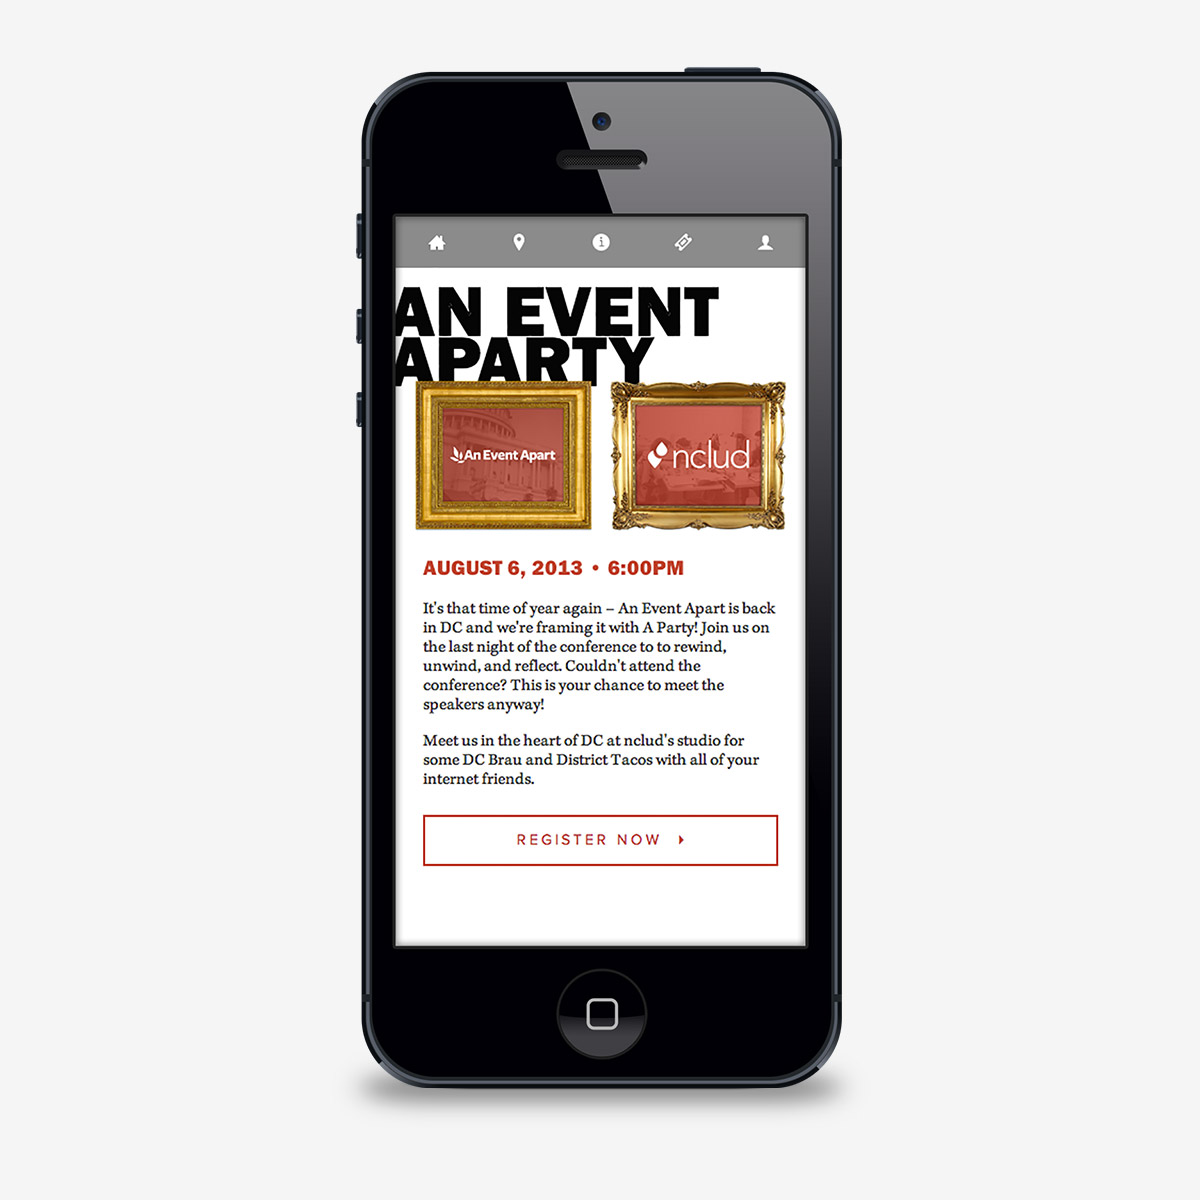 AN EVENT
APARTY
An Event Apart
nclud
AUGUST 6, 2013 • 6:00PM
It's that time of year again – An Event Apart is back
in DC and we're framing it with A Party! Join us on
the last night of the conference to to rewind,
unwind, and reflect. Couldn't attend the
conference? This is your chance to meet the
speakers anyway!
Meet us in the heart of DC at nclud's studio for
some DC Brau and District Tacos with all of your
internet friends.
REGISTER NOW